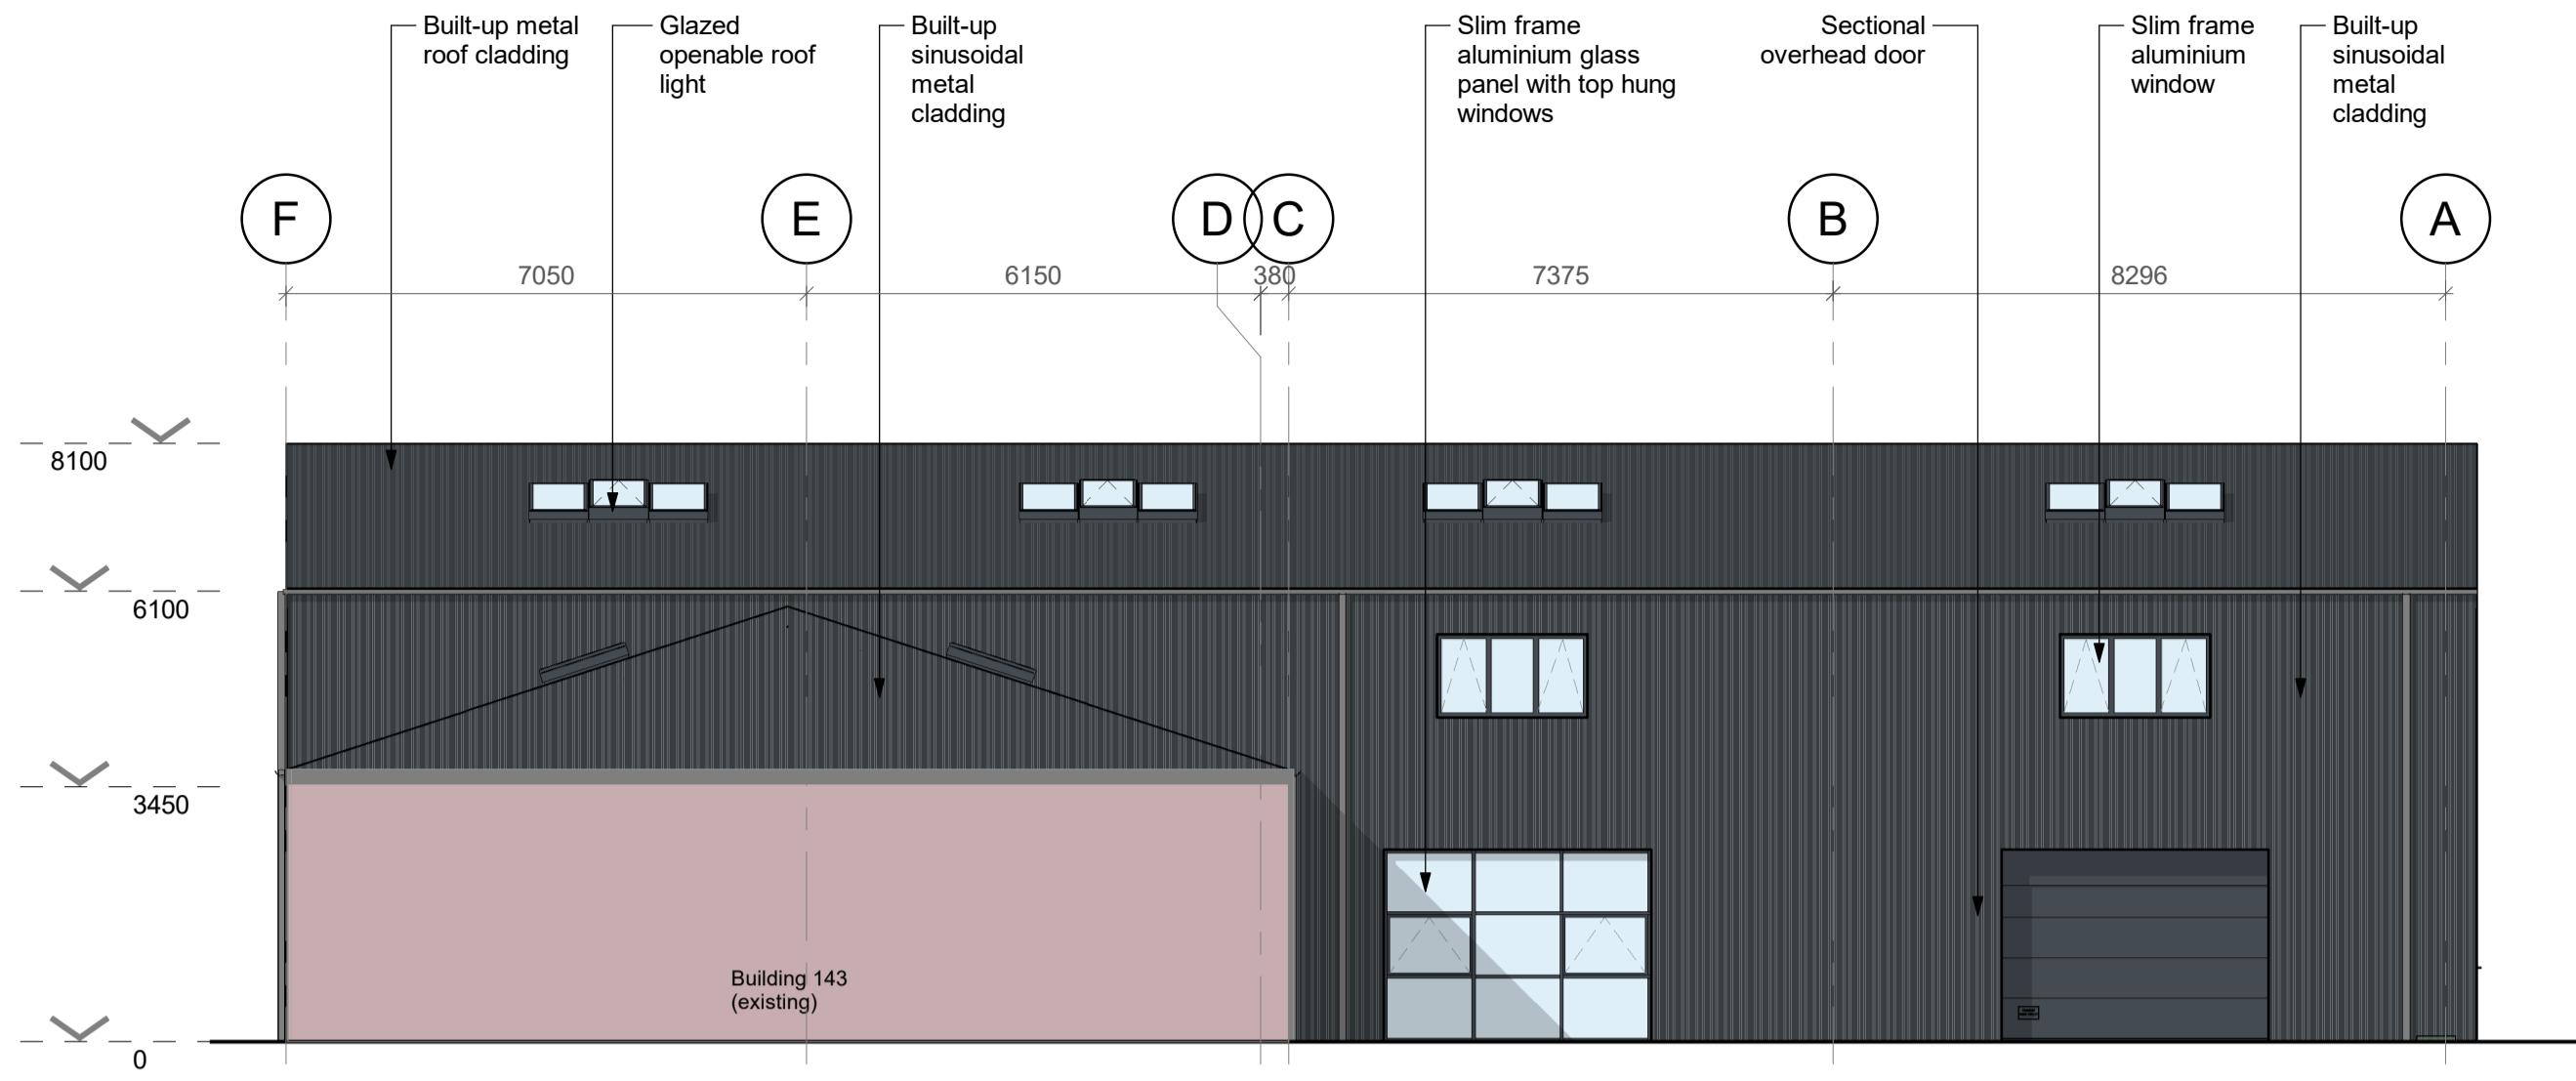 Built-up metal
roof cladding
Glazed
openable roof
light
Built-up
sinusoidal
metal
cladding
Slim frame
aluminium glass
panel with top hung
windows
Sectional
overhead door
Slim frame
aluminium
window
Built-up
sinusoidal
metal
cladding
F
E
D
C
B
A
7050
6150
380
7375
8296
8100
6100
3450
0
Building 143
(existing)